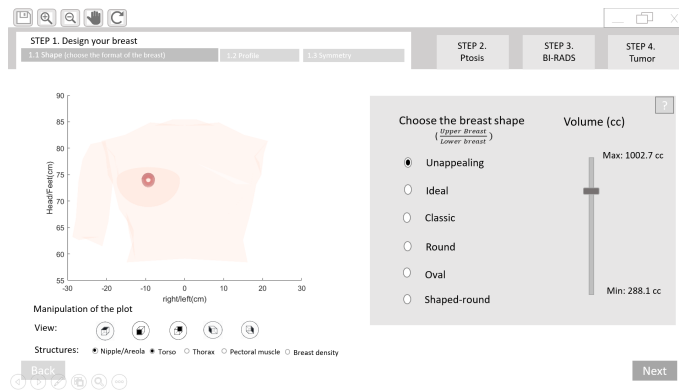 STEP 1. Design your breast
1.1 Shape (choose the format of the breast)
1.2 Profile
1.3 Symmetry
STEP 2.
Ptosis
STEP 3.
BI-RADS
STEP 4.
Tumor
90
85
80
75
70
65
60
55
Head/Feet(cm)
-30 -20 -10 0 10 20 30
right/left(cm)
Manipulation of the plot
View:
Structures: Nipple/Areola Torso Thorax Pectoral muscle Breast density
Back
?
Choose the breast shape
(Upper Breast
Lower breast)
Unappealing
Ideal
Classic
Round
Oval
Shaped-round
Volume (cc)
Max: 1002.7 cc
Min: 288.1 cc
Next